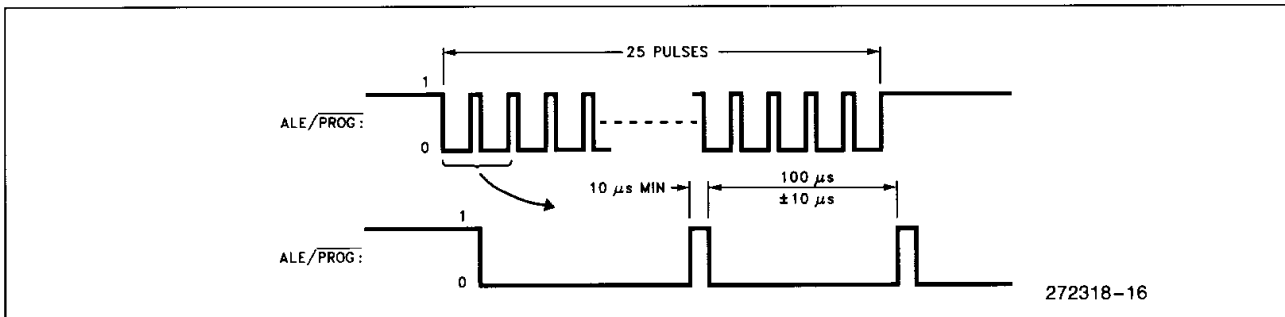 25 PULSES
1
ALE/PROG:
0
10 μs MIN
100 μs
±10 μs
1
ALE/PROG:
0
272318-16